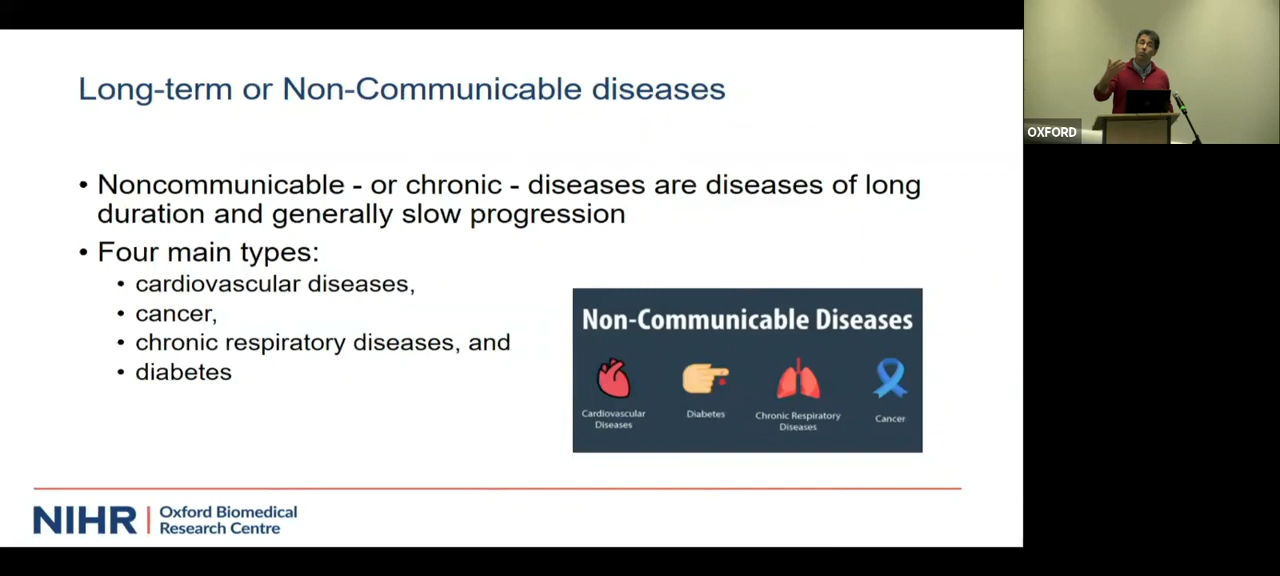 Long-term or Non-Communicable diseases
• Noncommunicable - or chronic - diseases are diseases of long
duration and generally slow progression
• Four main types:
• cardiovascular diseases,
• cancer,
• chronic respiratory diseases, and
• diabetes
Non-Communicable Diseases
Cardiovascular
Diseases
Diabetes
Chronic Respiratory
Diseases
Cancer
NIHR
Oxford Biomedical
Research Centre
OXFORD